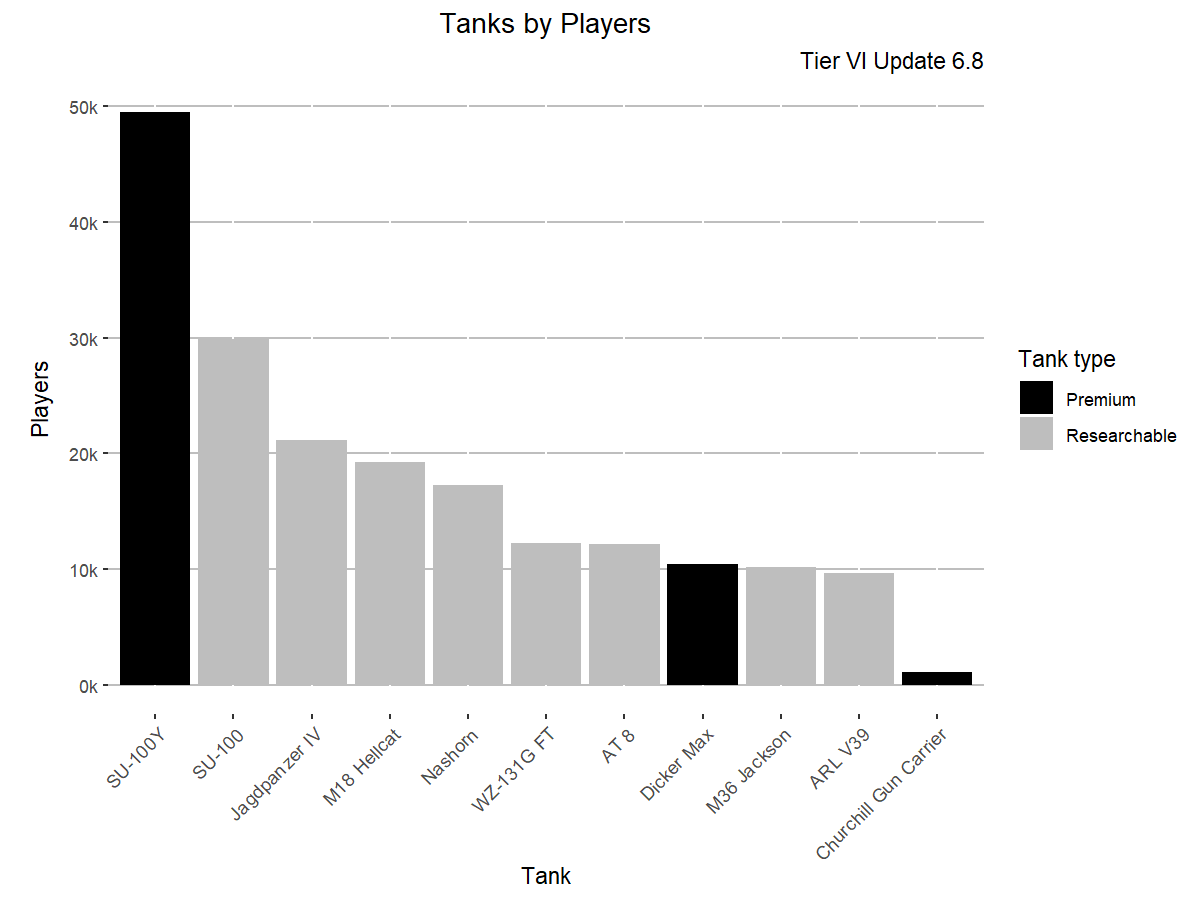 Tanks by Players
Tier VI Update 6.8
Players
50k
40k
30k
20k
10k
0k
SU-100Y
SU-100
Jagdpanzer IV
M18 Hellcat
Nashorn
WZ-131G FT
AT 8
Dicker Max
M36 Jackson
ARL V39
Churchill Gun Carrier
Tank
Tank type
Premium
Researchable